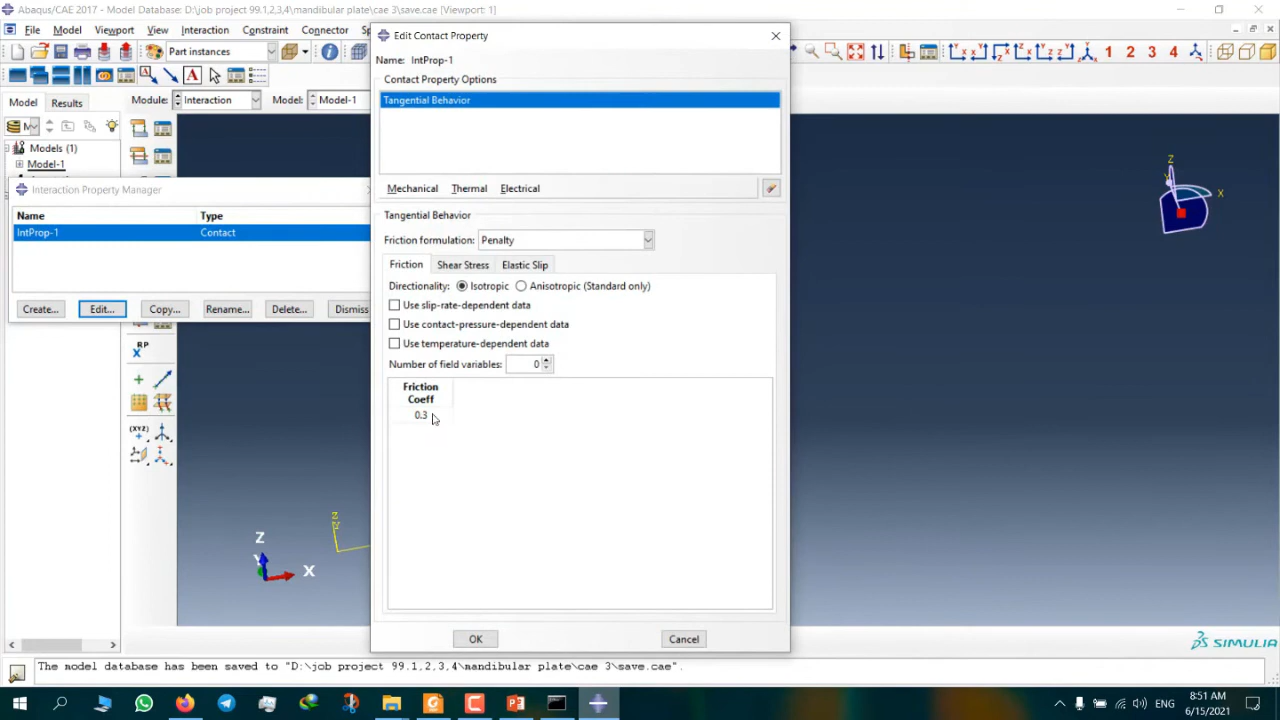 Abaqus/CAE 2017 - Model Database: D:\job project 99.1,2,3,4\mandibular plate\cae 3\save.cae [Viewport: 1]
File Model Viewport View Interaction Constraint Connector
Part instances
1 2 3 4
Model Results
Module: Interaction Model: Model-1
Models (1)
Model-1
Interaction Property Manager
Name Type
IntProp-1 Contact
Create... Edit... Copy... Rename... Delete... Dismiss
RP
(XYZ)
Edit Contact Property
Name: IntProp-1
Contact Property Options
Tangential Behavior
Mechanical Thermal Electrical
Tangential Behavior
Friction formulation: Penalty
Friction Shear Stress Elastic Slip
Directionality: Isotropic Anisotropic (Standard only)
Use slip-rate-dependent data
Use contact-pressure-dependent data
Use temperature-dependent data
Number of field variables: 0
Friction
Coeff
0.3
OK Cancel
Z
X
Z
Y
X
SIMULIA
The model database has been saved to "D:\job project 99.1,2,3,4\mandibular plate\cae 3\save.cae".
ENG
8:51 AM
6/15/2021